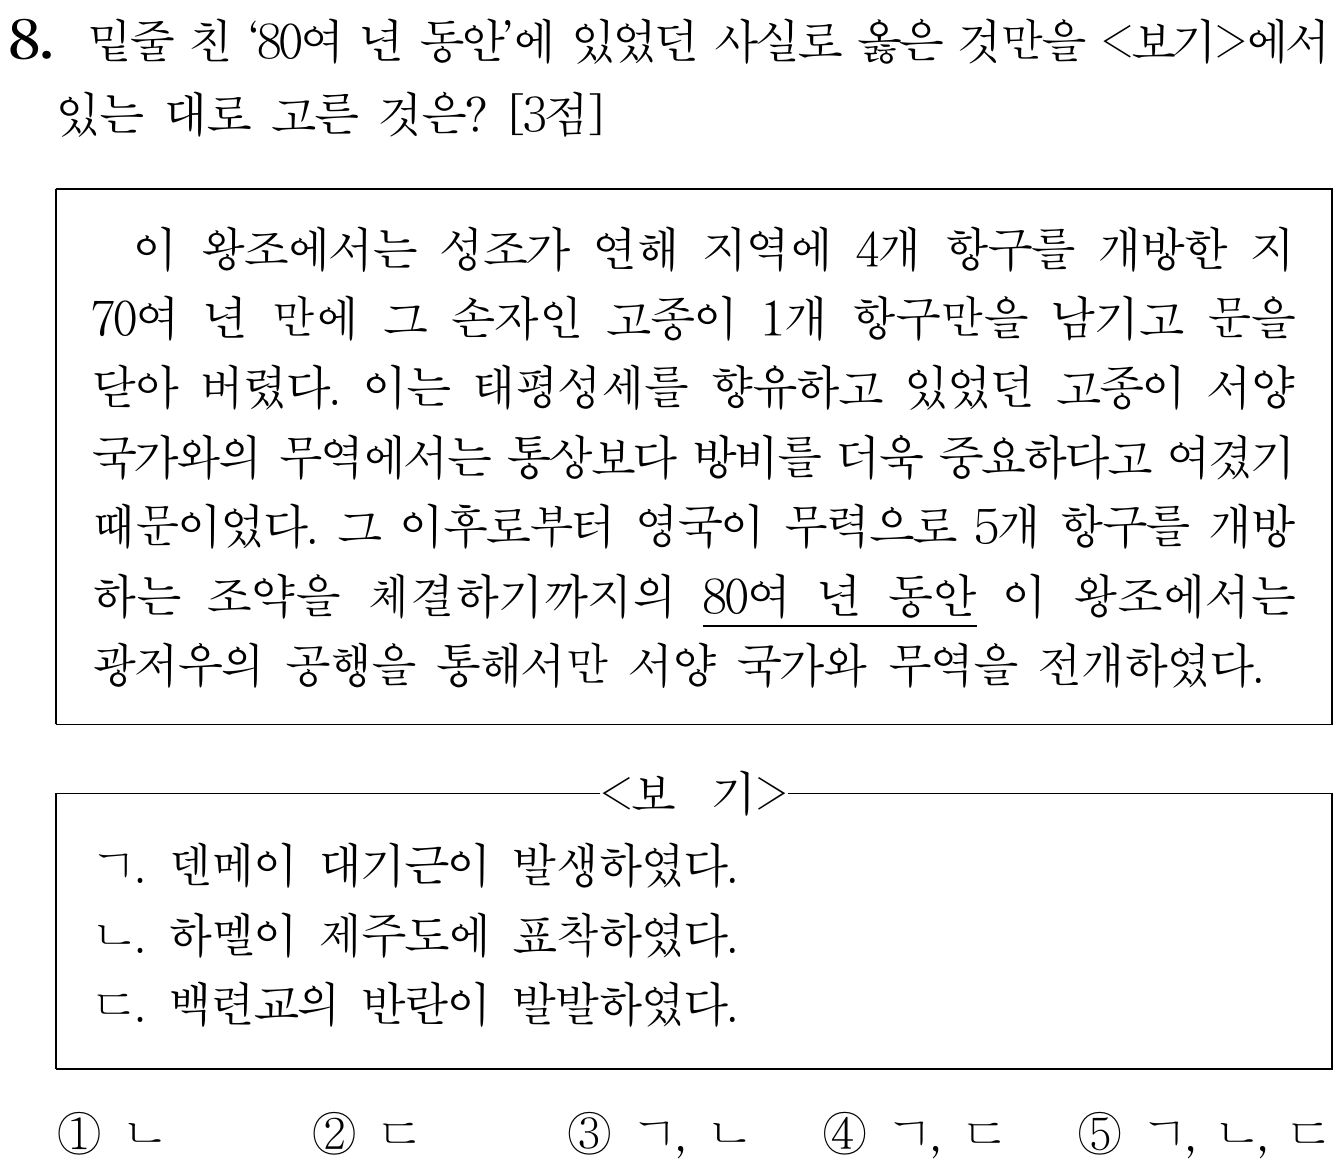 8. 밑줄 친 ‘80여 년 동안’에 있었던 사실로 옳은 것만을 <보기>에서
있는 대로 고른 것은? [3점]
이 왕조에서는 성조가 연해 지역에 4개 항구를 개방한 지
70여 년 만에 그 손자인 고종이 1개 항구만을 남기고 문을
닫아 버렸다. 이는 태평성세를 향유하고 있었던 고종이 서양
국가와의 무역에서는 통상보다 방비를 더욱 중요하다고 여겼기
때문이었다. 그 이후로부터 영국이 무력으로 5개 항구를 개방
하는 조약을 체결하기까지의 80여 년 동안 이 왕조에서는
광저우의 공행을 통해서만 서양 국가와 무역을 전개하였다.
<보 기>
ㄱ. 덴메이 대기근이 발생하였다.
ㄴ. 하멜이 제주도에 표착하였다.
ㄷ. 백련교의 반란이 발발하였다.
① ㄴ ② ㄷ ③ ㄱ, ㄴ ④ ㄱ, ㄷ ⑤ ㄱ, ㄴ, ㄷ